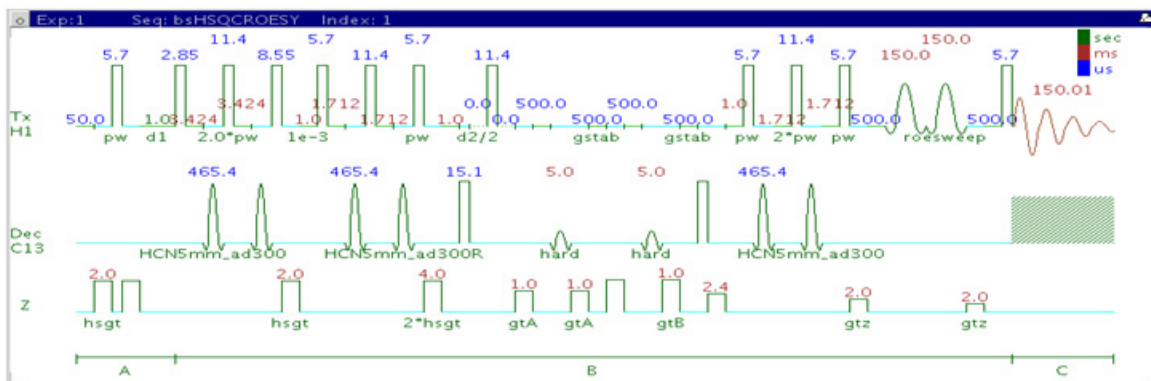 Exp:1 Seq: bsHSQCROESY Index: 1
sec
ms
us
11.4 5.7 5.7 11.4 150.0
5.7 2.85 8.55 11.4 11.4 5.7 5.7 150.0 5.7
150.01
3.424 1.712 0.0 500.0 500.0 1.0 1.712
Tx
H1
50.0 1.0 3.424 1.0 1.712 1.0 0.0 500.0 500.0 1.712 500.0 500.0
pw d1 2.0*pw 1e-3 pw d2/2 gstab gstab pw 2*pw pw roesweep
465.4 465.4 15.1 5.0 5.0 465.4
Dec
C13
HCN5mm_ad300 HCN5mm_ad300R hard hard HCN5mm_ad300
2.0 2.0 4.0 1.0 1.0 1.0 2.4 2.0 2.0
Z
hsgt hsgt 2*hsgt gtA gtA gtB gtz gtz
A B C